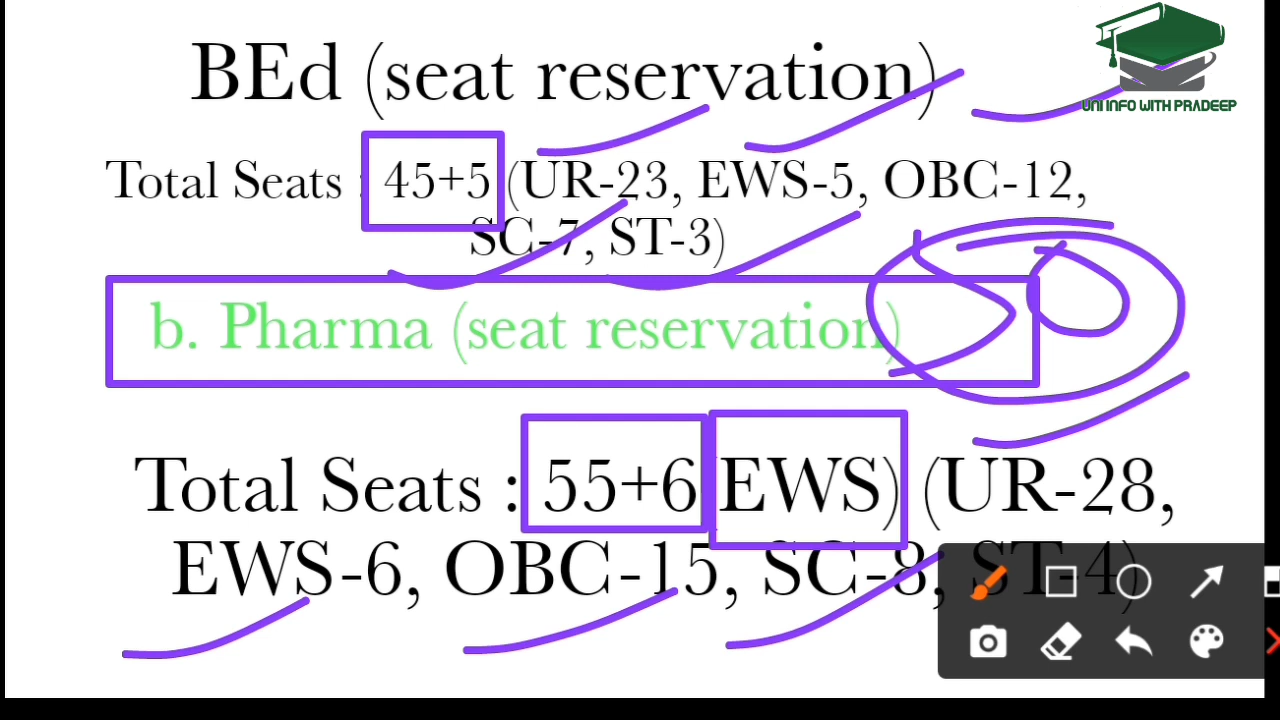 BEd (seat reservation)
UNI INFO WITH PRADEEP
Total Seats : 45+5 (UR-23, EWS-5, OBC-12,
SC-7, ST-3)
b. Pharma (seat reservation)
Total Seats : 55+6(EWS) (UR-28,
EWS-6, OBC-15, SC-8, ST-4)